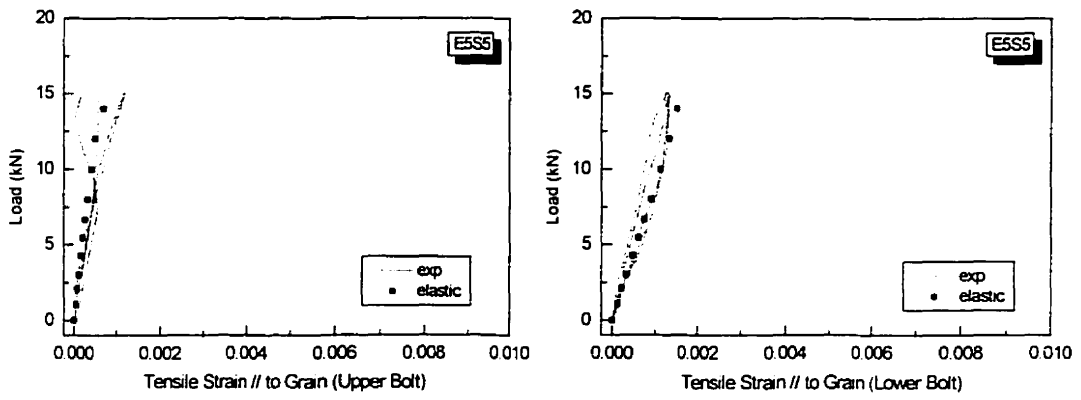 20
15
10
5
0
Load (kN)
E5S5
exp
elastic
0.000 0.002 0.004 0.006 0.008 0.010
Tensile Strain // to Grain (Upper Bolt)
20
15
10
5
0
Load (kN)
E5S5
exp
elastic
0.000 0.002 0.004 0.006 0.008 0.010
Tensile Strain // to Grain (Lower Bolt)